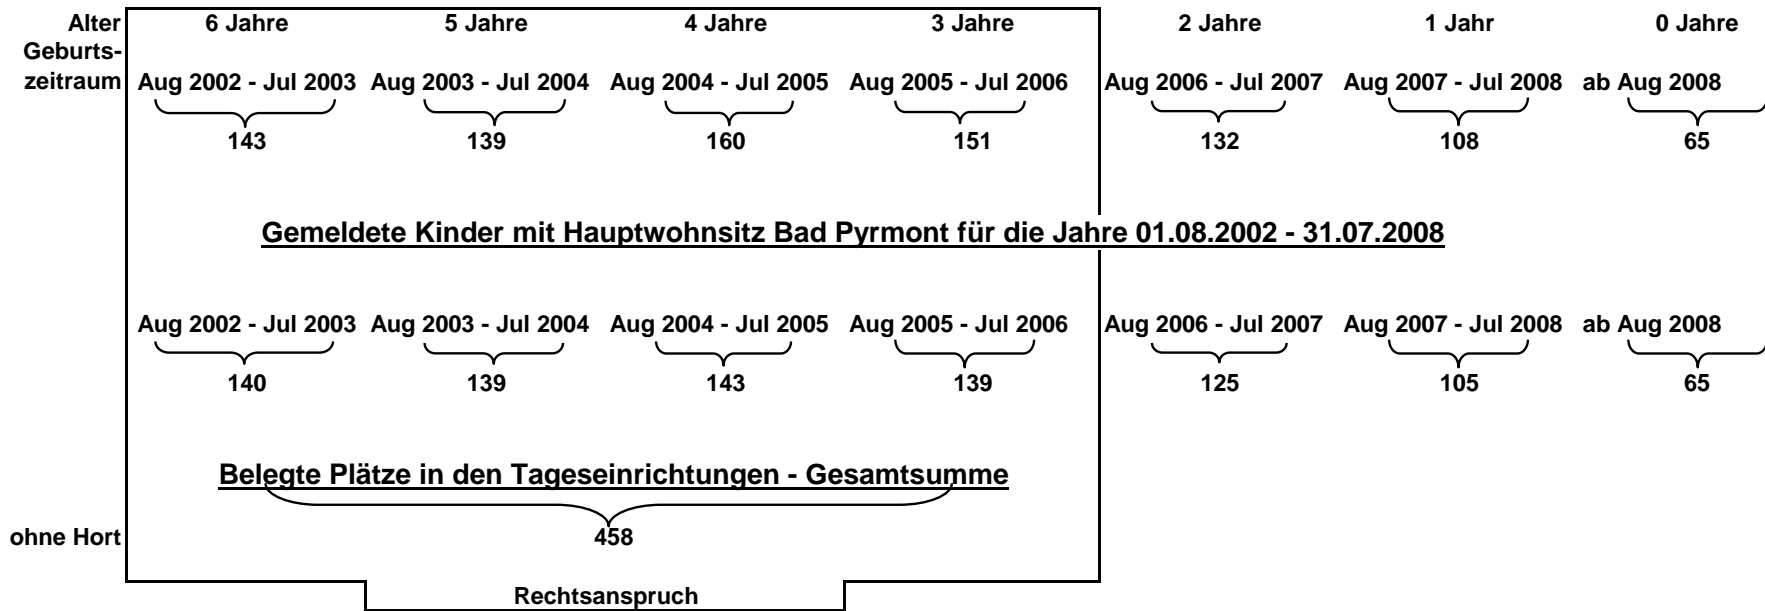 Alter 6 Jahre 5 Jahre 4 Jahre 3 Jahre 2 Jahre 1 Jahr 0 Jahre
Geburts-
zeitraum Aug 2002 - Jul 2003 Aug 2003 - Jul 2004 Aug 2004 - Jul 2005 Aug 2005 - Jul 2006 Aug 2006 - Jul 2007 Aug 2007 - Jul 2008 ab Aug 2008
143 139 160 151 132 108 65
Gemeldete Kinder mit Hauptwohnsitz Bad Pyrmont für die Jahre 01.08.2002 - 31.07.2008
Aug 2002 - Jul 2003 Aug 2003 - Jul 2004 Aug 2004 - Jul 2005 Aug 2005 - Jul 2006 Aug 2006 - Jul 2007 Aug 2007 - Jul 2008 ab Aug 2008
140 139 143 139 125 105 65
Belegte Plätze in den Tageseinrichtungen - Gesamtsumme
ohne Hort 458
Rechtsanspruch